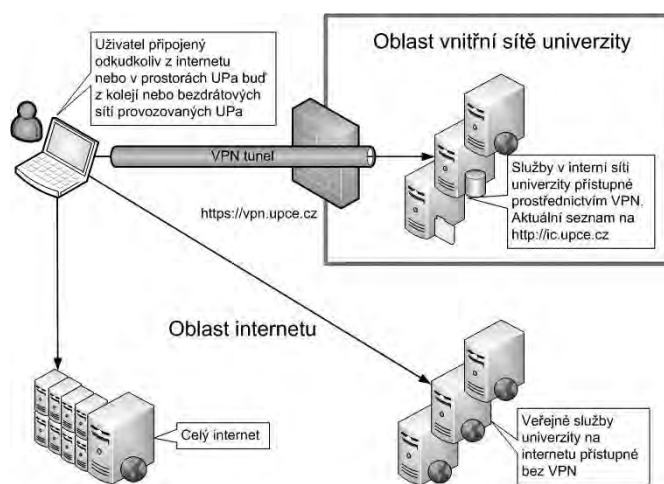 Uživatel připojený
odkudkoliv z internetu
nebo v prostorách UPa buď
z kolejí nebo bezdrátových
sítí provozovaných UPa
Oblast vnitřní sítě univerzity
VPN tunel
https://vpn.upce.cz
Služby v interní síti
univerzity přístupné
prostřednictvím VPN.
Aktuální seznam na
http://ic.upce.cz
Oblast internetu
Celý internet
Veřejné služby
univerzity na
internetu přístupné
bez VPN